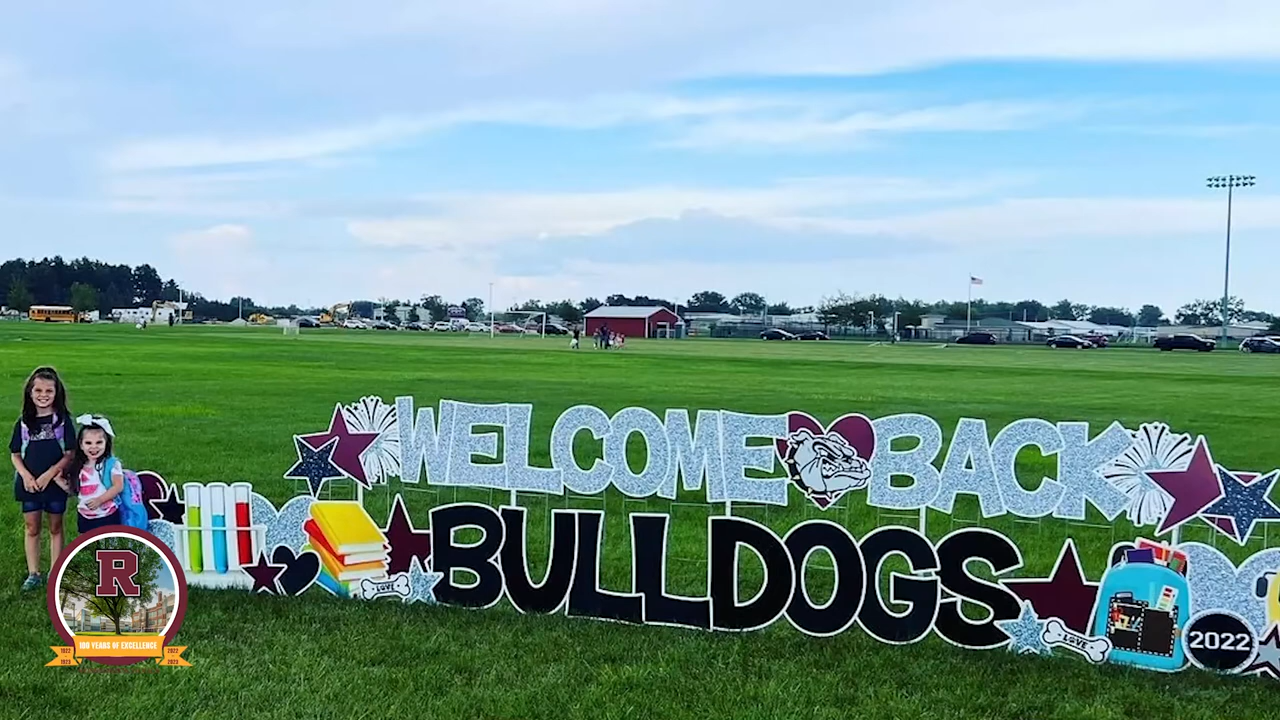 WELCOME BACK
BULLDOGS
LOVE
LOVE
2022
R
100 YEARS OF EXCELLENCE
1922 2022
1923 2023